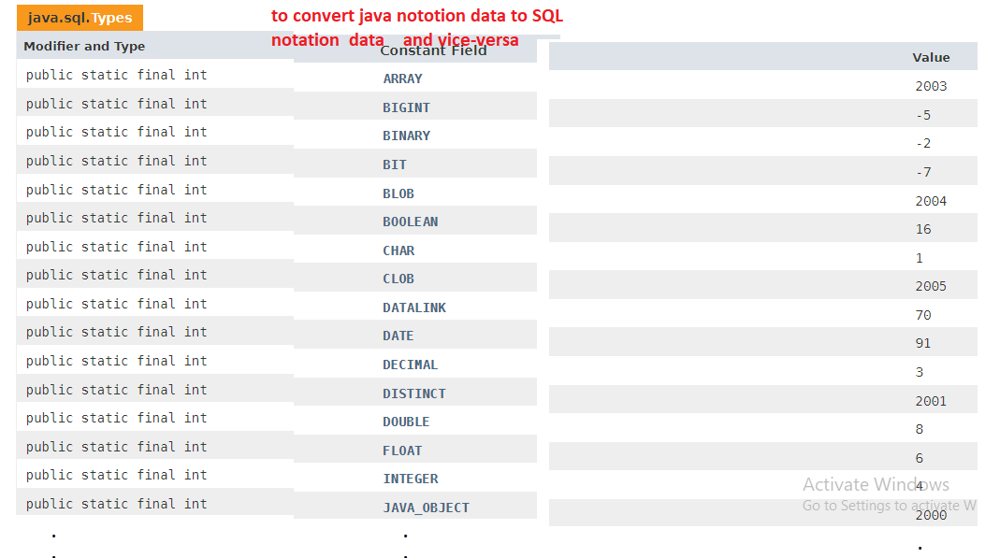 java.sql.Types
to convert java nototion data to SQL
notation data and vice-versa
Modifier and Type Constant Field Value
public static final int ARRAY 2003
public static final int BIGINT -5
public static final int BINARY -2
public static final int BIT -7
public static final int BLOB 2004
public static final int BOOLEAN 16
public static final int CHAR 1
public static final int CLOB 2005
public static final int DATALINK 70
public static final int DATE 91
public static final int DECIMAL 3
public static final int DISTINCT 2001
public static final int DOUBLE 8
public static final int FLOAT 6
public static final int INTEGER 4
Activate Windows
public static final int JAVA_OBJECT 2000
Go to Settings to activate W
. . .
. .